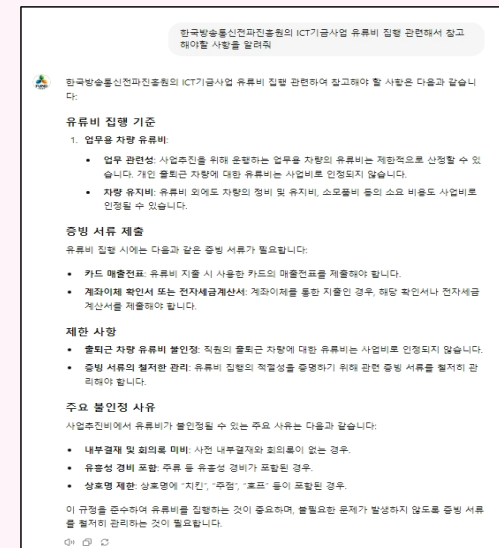 한국방송통신전파진흥원의 ICT기금사업 유류비 집행 관련해서 참고
해야할 사항을 알려줘
한국방송통신전파진흥원의 ICT기금사업 유류비 집행 관련하여 참고해야 할 사항은 다음과 같습니
다:
유류비 집행 기준
1. 업무용 차량 유류비:
• 업무 관련성: 사업추진을 위해 운행하는 업무용 차량의 유류비는 제한적으로 산정할 수 있
습니다. 개인 출퇴근 차량에 대한 유류비는 사업비로 인정되지 않습니다.
• 차량 유지비: 유류비 외에도 차량의 정비 및 유지비, 소모품비 등의 소요 비용도 사업비로
인정될 수 있습니다.
증빙 서류 제출
유류비 집행 시에는 다음과 같은 증빙 서류가 필요합니다:
• 카드 매출전표: 유류비 지출 시 사용한 카드의 매출전표를 제출해야 합니다.
• 계좌이체 확인서 또는 전자세금계산서: 계좌이체를 통한 지출인 경우, 해당 확인서나 전자세금
계산서를 제출해야 합니다.
제한 사항
• 출퇴근 차량 유류비 불인정: 직원의 출퇴근 차량에 대한 유류비는 사업비로 인정되지 않습니다.
• 증빙 서류의 철저한 관리: 유류비 집행의 적절성을 증명하기 위해 관련 증빙 서류를 철저히 관
리해야 합니다.
주요 불인정 사유
사업추진비에서 유류비가 불인정될 수 있는 주요 사유는 다음과 같습니다:
• 내부결재 및 회의록 미비: 사전 내부결재와 회의록이 없는 경우.
• 유흥성 경비 포함: 주류 등 유흥성 경비가 포함된 경우.
• 상호명 제한: 상호명에 "치킨", "주점", "호프" 등이 포함된 경우.
이 규정을 준수하여 유류비를 집행하는 것이 중요하며, 불필요한 문제가 발생하지 않도록 증빙 서류
를 철저히 관리하는 것이 필요합니다.